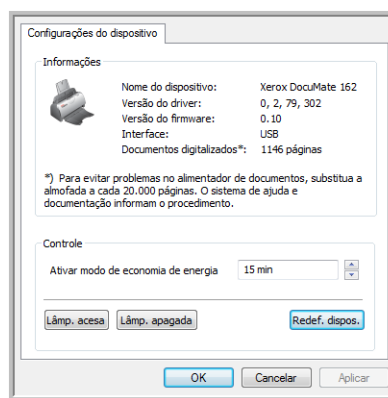 Configurações do dispositivo
Informações
Nome do dispositivo: Xerox DocuMate 162
Versão do driver: 0, 2, 79, 302
Versão do firmware: 0.10
Interface: USB
Documentos digitalizados*: 1146 páginas
*) Para evitar problemas no alimentador de documentos, substitua a
almofada a cada 20.000 páginas. O sistema de ajuda e
documentação informam o procedimento.
Controle
Ativar modo de economia de energia 15 min
Lâmp. acesa Lâmp. apagada Redef. dispos.
OK Cancelar Aplicar